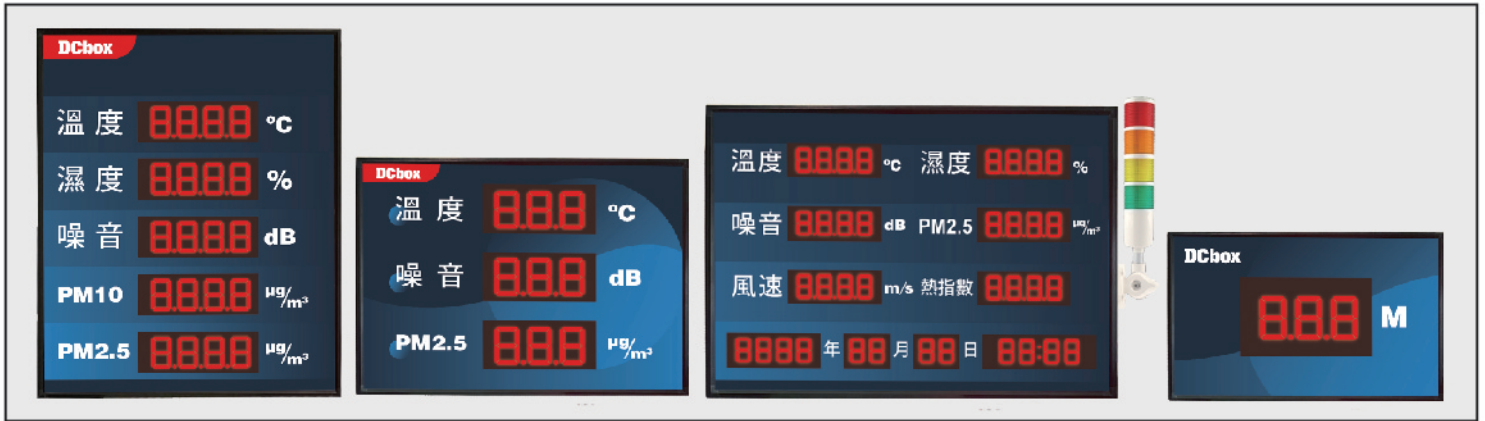 DCbox
溫度 8.8.8.8 °C
濕度 8.8.8.8 %
噪音 8.8.8.8 dB
PM10 8.8.8.8 µg/m³
PM2.5 8.8.8.8 µg/m³
DCbox
溫度 8.8.8 °C
噪音 8.8.8 dB
PM2.5 8.8.8 µg/m³
溫度 8.8.8.8 °C 濕度 8.8.8.8 %
噪音 8.8.8.8 dB PM2.5 8.8.8.8 µg/m³
風速 8.8.8.8 m/s 熱指數 8.8.8.8
8888 年 88 月 88 日 88:88
DCbox
8.8.8 M